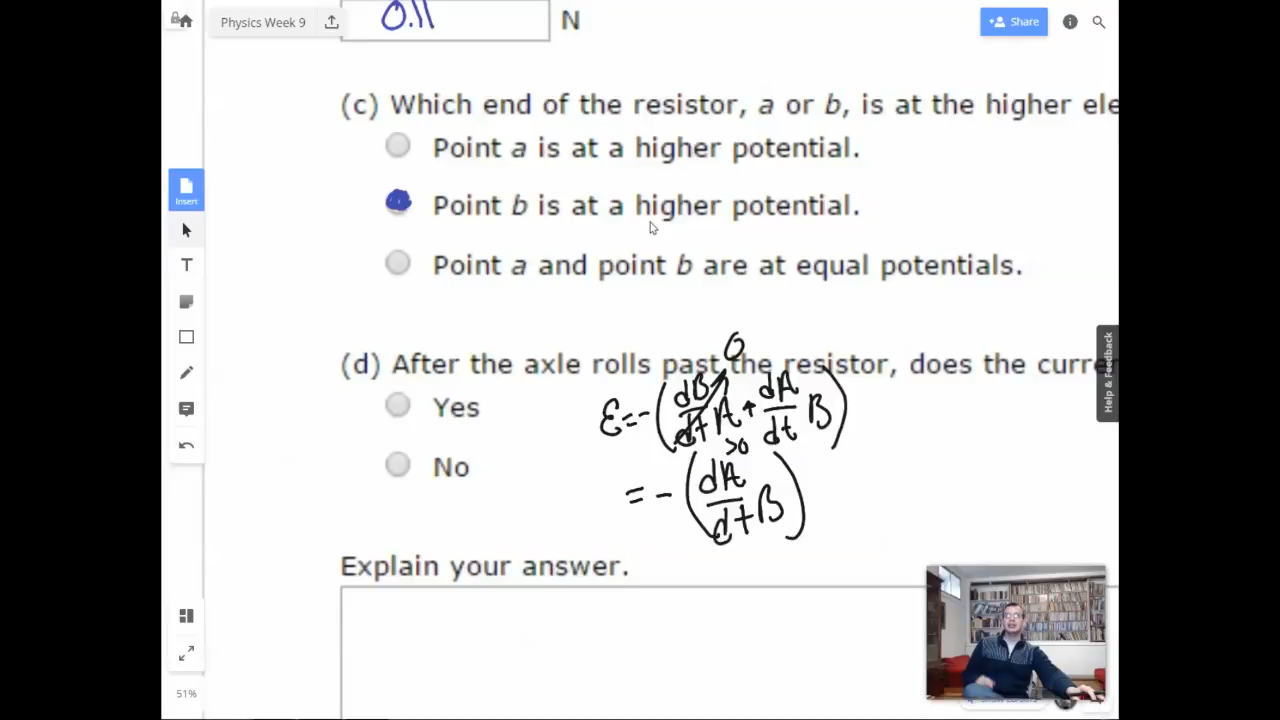 Physics Week 9
0.11 N
Share
(c) Which end of the resistor, a or b, is at the higher ele
Point a is at a higher potential.
Insert
Point b is at a higher potential.
T
Point a and point b are at equal potentials.
(d) After the axle rolls past the resistor, does the curre
Help & Feedback
0
Yes
ε = -(dB/dt A + dA/dt B)
>0
No
= -(dA/dt B)
Explain your answer.
51%